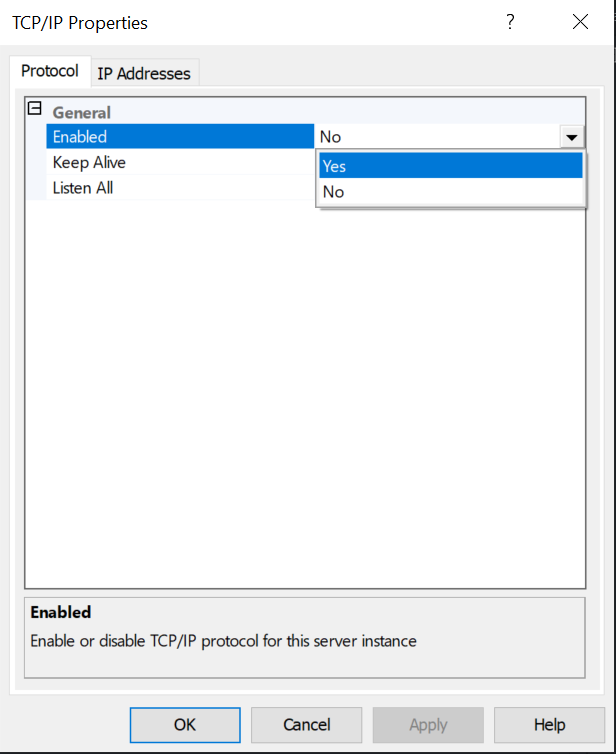 TCP/IP Properties ?
Protocol IP Addresses
General
Enabled No
Keep Alive Yes
Listen All No
Enabled
Enable or disable TCP/IP protocol for this server instance
OK Cancel Apply Help